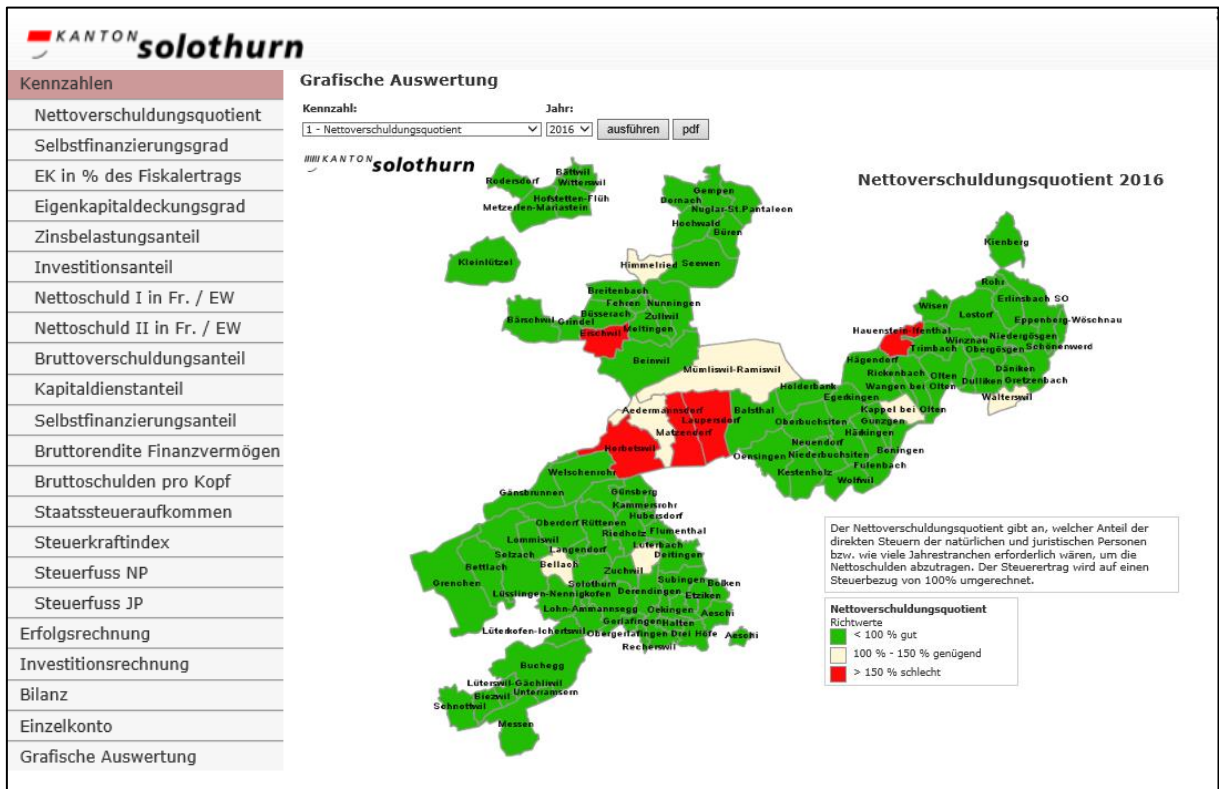 KANTON solothurn
Kennzahlen
Nettoverschuldungsquotient
Selbstfinanzierungsgrad
EK in % des Fiskalertrags
Eigenkapitaldeckungsgrad
Zinsbelastungsanteil
Investitionsanteil
Nettoschuld I in Fr. / EW
Nettoschuld II in Fr. / EW
Bruttoverschuldungsanteil
Kapitaldienstanteil
Selbstfinanzierungsanteil
Bruttorendite Finanzvermögen
Bruttoschulden pro Kopf
Staatssteueraufkommen
Steuerkraftindex
Steuerfuss NP
Steuerfuss JP
Erfolgsrechnung
Investitionsrechnung
Bilanz
Einzelkonto
Grafische Auswertung
Grafische Auswertung
Kennzahl: Jahr:
1 - Nettoverschuldungsquotient 2016 ausführen pdf
KANTON solothurn
Nettoverschuldungsquotient 2016
Bättwil
Rodersdorf Witterswil
Hofstetten-Flüh
Metzerlen-Mariastein
Gempen
Dornach
Nuglar-St.Pantaleon
Hochwald
Büren
Kienberg
Kleinlützel
Himmelried Seewen
Rohr
Breitenbach
Erlinsbach SO
Fehren Nunningen
Wisen
Büsserach Zullwil
Lostorf
Eppenberg-Wöschnau
Bärschwil Grindel
Erschwil Meltingen
Hauenstein-Ifenthal
Winznau Niedergösgen
Trimbach Obergösgen Schönenwerd
Beinwil
Hägendorf
Mümliswil-Ramiswil
Rickenbach Olten
Däniken
Holderbank
Wangen bei Olten
Dulliken Gretzenbach
Egerkingen
Walterswil
Aedermannsdorf
Balsthal
Kappel bei Olten
Laupersdorf
Oberbuchsiten
Gunzgen
Matzendorf
Härkingen
Herbetswil
Neuendorf
Boningen
Oensingen Niederbuchsiten
Fulenbach
Welschenrohr
Kestenholz
Wolfwil
Gänsbrunnen
Günsberg
Kammersrohr
Hubersdorf
Oberdorf Rüttenen
Riedholz Flumenthal
Lommiswil
Selzach
Langendorf
Luterbach
Deitingen
Bettlach
Bellach
Zuchwil
Grenchen
Solothurn
Subingen Bolken
Lüsslingen-Nennigkofen
Derendingen
Etziken
Lohn-Ammannsegg
Oekingen
Aeschi
Gerlafingen Halten
Lüterkofen-Ichertswil
Obergerlafingen Drei Höfe
Aeschi
Recherswil
Buchegg
Lüterswil-Gächliwil
Biezwil Unterramsern
Schnottwil
Messen
Der Nettoverschuldungsquotient gibt an, welcher Anteil der
direkten Steuern der natürlichen und juristischen Personen
bzw. wie viele Jahrestranchen erforderlich wären, um die
Nettoschulden abzutragen. Der Steuerertrag wird auf einen
Steuerbezug von 100% umgerechnet.
Nettoverschuldungsquotient
Richtwerte
< 100 % gut
100 % - 150 % genügend
> 150 % schlecht